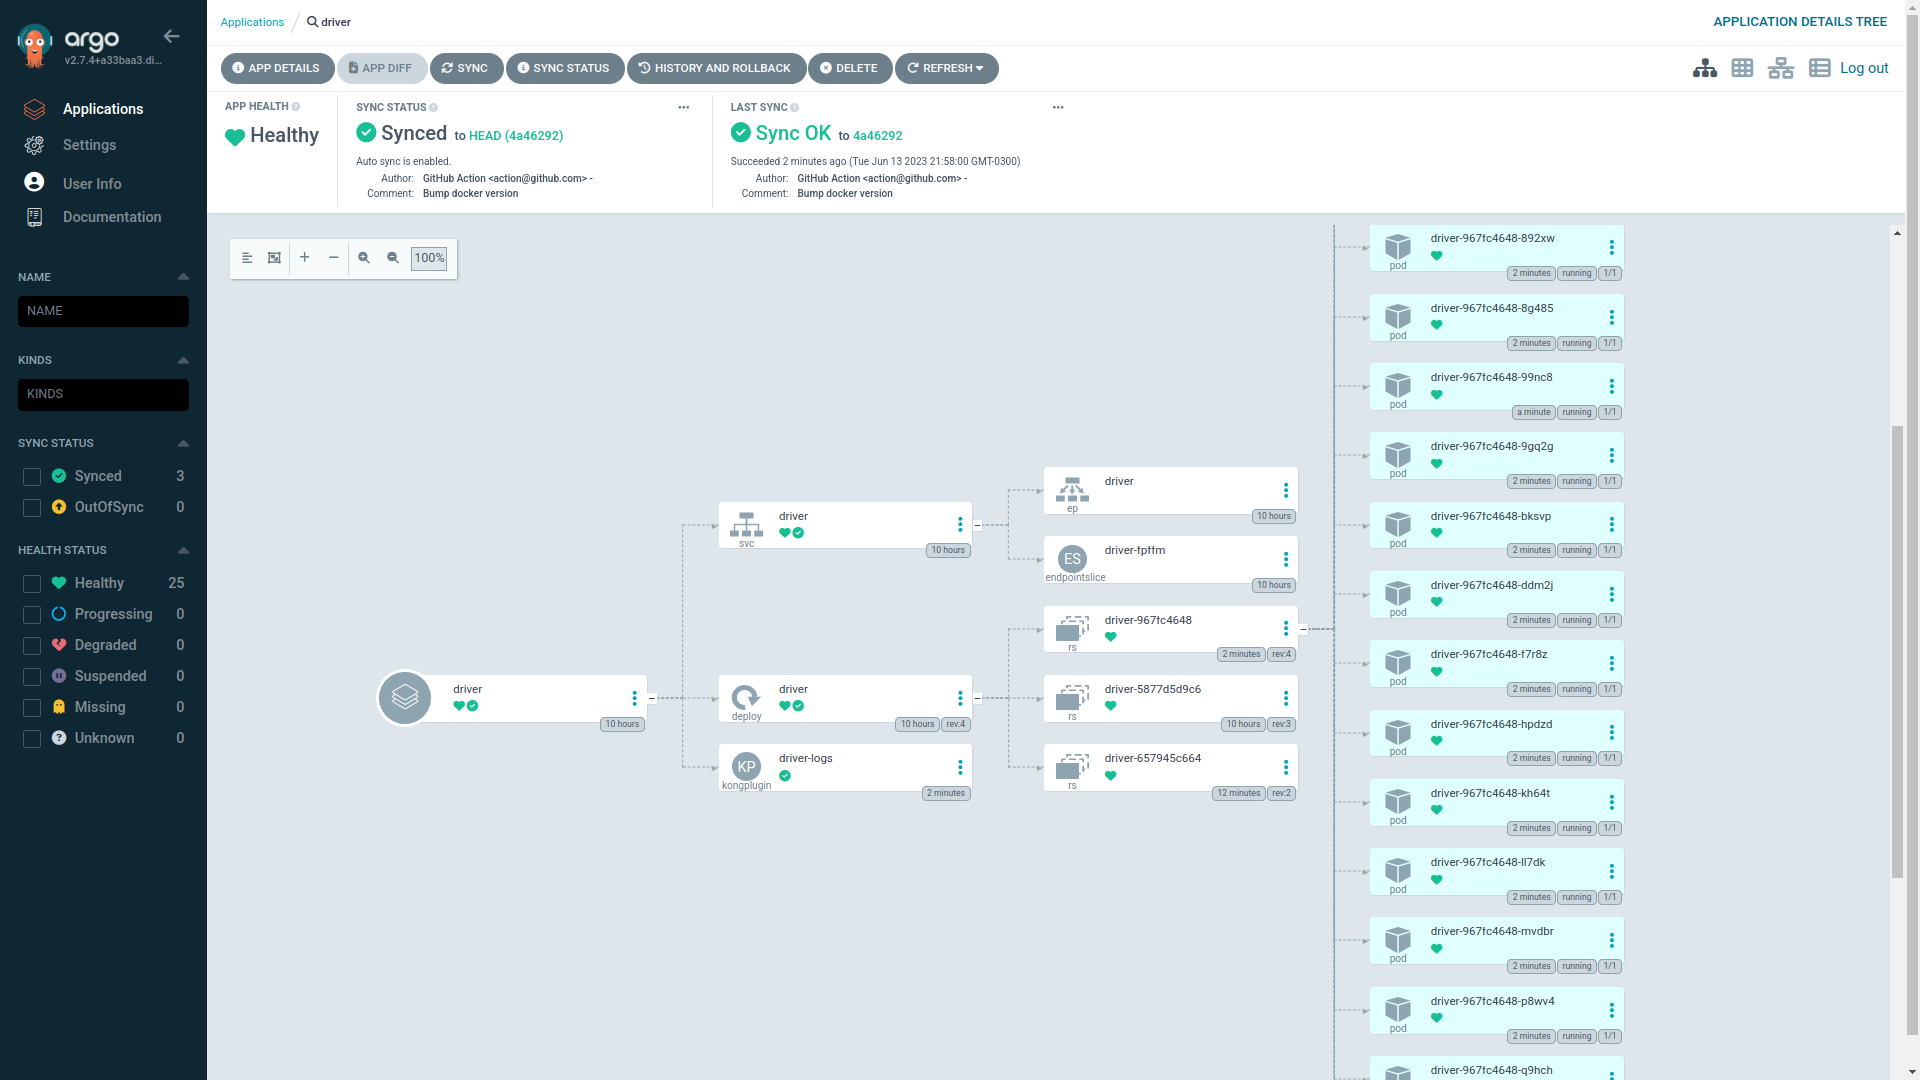 argo
v2.7.4+a33baa3.di...
Applications
Settings
User Info
Documentation
NAME
NAME
KINDS
KINDS
SYNC STATUS
Synced 3
OutOfSync 0
HEALTH STATUS
Healthy 25
Progressing 0
Degraded 0
Suspended 0
Missing 0
Unknown 0
Applications / driver
APPLICATION DETAILS TREE
APP DETAILS APP DIFF SYNC SYNC STATUS HISTORY AND ROLLBACK DELETE REFRESH
Log out
APP HEALTH
Healthy
SYNC STATUS
Synced to HEAD (4a46292)
Auto sync is enabled.
Author: GitHub Action <action@github.com> -
Comment: Bump docker version
LAST SYNC
Sync OK to 4a46292
Succeeded 2 minutes ago (Tue Jun 13 2023 21:58:00 GMT-0300)
Author: GitHub Action <action@github.com> -
Comment: Bump docker version
100%
driver
10 hours
driver
svc
10 hours
driver
deploy
10 hours rev:4
driver-logs
KP
kongplugin
2 minutes
driver
ep
10 hours
driver-fpffm
ES
endpointslice
10 hours
driver-967fc4648
rs
2 minutes rev:4
driver-5877d5d9c6
rs
10 hours rev:3
driver-657945c664
rs
12 minutes rev:2
driver-967fc4648-892xw
pod
2 minutes running 1/1
driver-967fc4648-8g485
pod
2 minutes running 1/1
driver-967fc4648-99nc8
pod
a minute running 1/1
driver-967fc4648-9gq2g
pod
2 minutes running 1/1
driver-967fc4648-bksvp
pod
2 minutes running 1/1
driver-967fc4648-ddm2j
pod
2 minutes running 1/1
driver-967fc4648-f7r8z
pod
2 minutes running 1/1
driver-967fc4648-hpdzd
pod
2 minutes running 1/1
driver-967fc4648-kh64t
pod
2 minutes running 1/1
driver-967fc4648-ll7dk
pod
2 minutes running 1/1
driver-967fc4648-mvdbr
pod
2 minutes running 1/1
driver-967fc4648-p8wv4
pod
2 minutes running 1/1
driver-967fc4648-q9hch